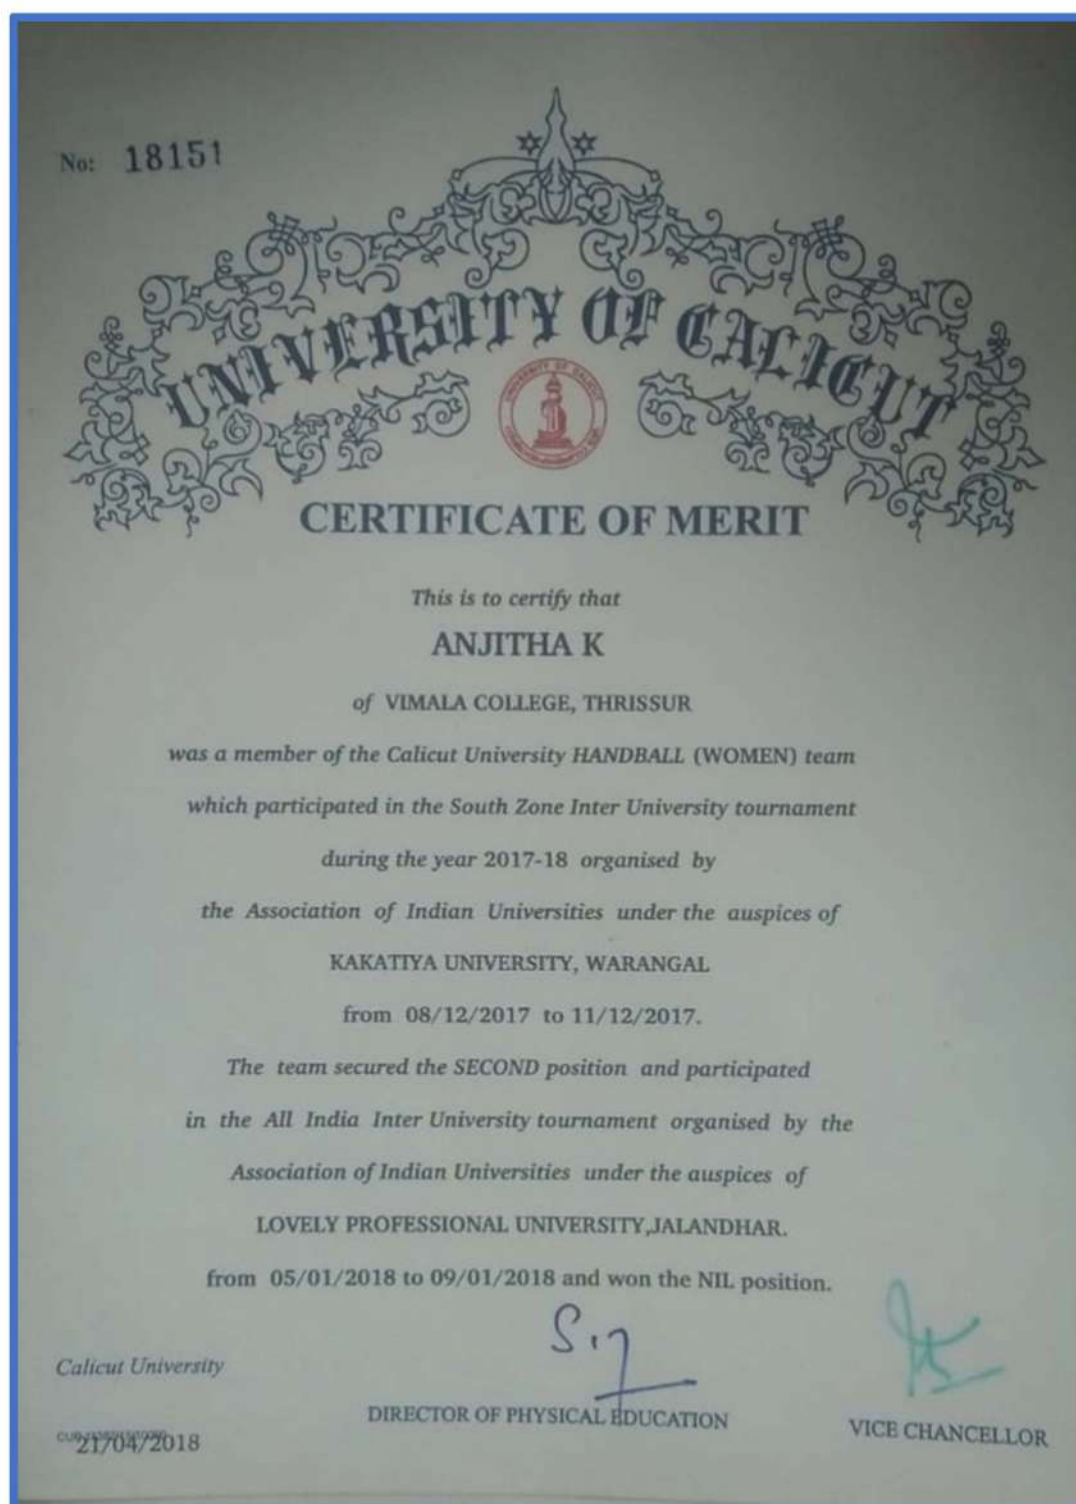 No: 18151
UNIVERSITY OF CALICUT
UNIVERSITY OF CALICUT
CERTIFICATE OF MERIT
This is to certify that
ANJITHA K
of VIMALA COLLEGE, THRISSUR
was a member of the Calicut University HANDBALL (WOMEN) team
which participated in the South Zone Inter University tournament
during the year 2017-18 organised by
the Association of Indian Universities under the auspices of
KAKATIYA UNIVERSITY, WARANGAL
from 08/12/2017 to 11/12/2017.
The team secured the SECOND position and participated
in the All India Inter University tournament organised by the
Association of Indian Universities under the auspices of
LOVELY PROFESSIONAL UNIVERSITY,JALANDHAR.
from 05/01/2018 to 09/01/2018 and won the NIL position.
Calicut University
DIRECTOR OF PHYSICAL EDUCATION
VICE CHANCELLOR
21/04/2018